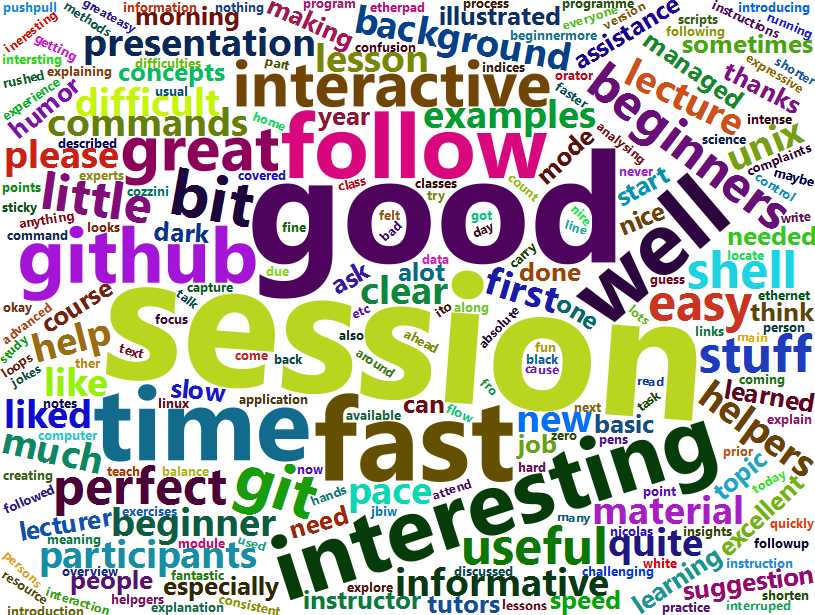 pushpull
greateasy
methods
information
nothing
morning
making
program
etherpad
process
programme
version
everyone
introducing
running
instructions
inetresting
getting
intersting
explaining
rushed
experience
humor
presentation
difficulties
concepts
usual
part
lesson
confusion
background
illustrated
beginnermore
indices
orator
faster
assistance
scripts
following
sometimes
shorter
expressive
managed
thanks
lecture
difficult
commands
interactive
home
year
examples
mode
analysing
beginners
intense
science
unix
complaints
maybe
control
write
never
start
nice
needed
locate
please
described
experts
great
follow
covered
class
classes
try
count
points
sticky
anything
command
looks
little
cozzini
bit
dark
fine
felt
bad
good
got
day
nire
line
well
github
due
ask
alot
data
clear
carry
done
guess
shell
ethernet
okay
advanced
study
loops
jokes
course
help
capture
talk
focus
etc
ito
along
first
one
absolute
lots
easy
think
person
links
main
session
text
come
back
also
around
ahead
fun
black
cause
stuff
coming
like
ther
slow
linux
application
fro
read
task
learned
explain
liked
notes
computer
time
available
can
flow
fast
new
next
basic
zero
job
pens
hard
helpers
prior
much
creating
followed
teach
balance
now
perfect
git
hands
pace
attend
jbiw
interesting
topic
today
point
material
many
excellent
quickly
lecturer
exercises
beginner
meaning
module
used
need
useful
quite
nicolas
insights
followup
participants
persons
resource
overview
people
fantastic
especially
informative
discussed
explore
challenging
white
learning
instruction
suggestion
shorten
interaction
introduction
helpgers
explanation
consistent
instructor
tutors
lessons
speed
practice
interruped